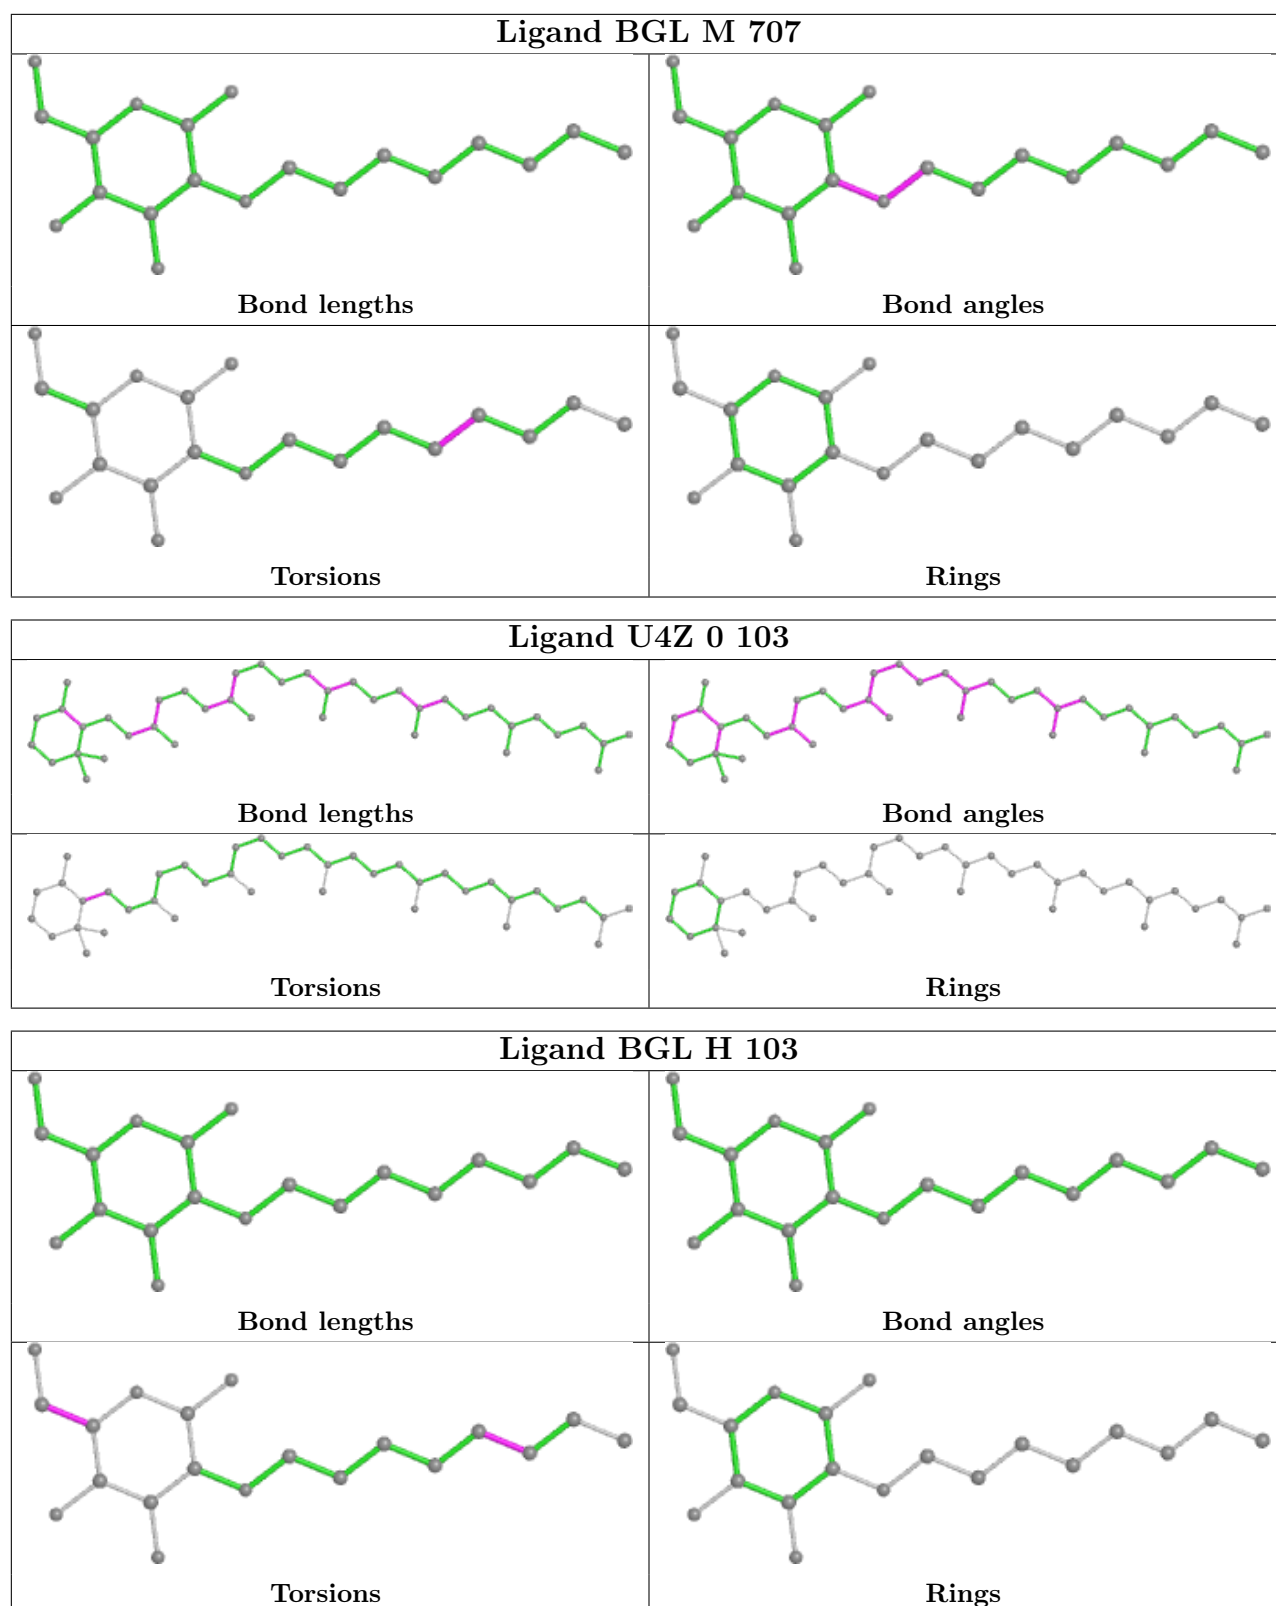 Ligand BGL M 707
Bond lengths
Bond angles
Torsions
Rings
Ligand U4Z 0 103
Bond lengths
Bond angles
Torsions
Rings
Ligand BGL H 103
Bond lengths
Bond angles
Torsions
Rings